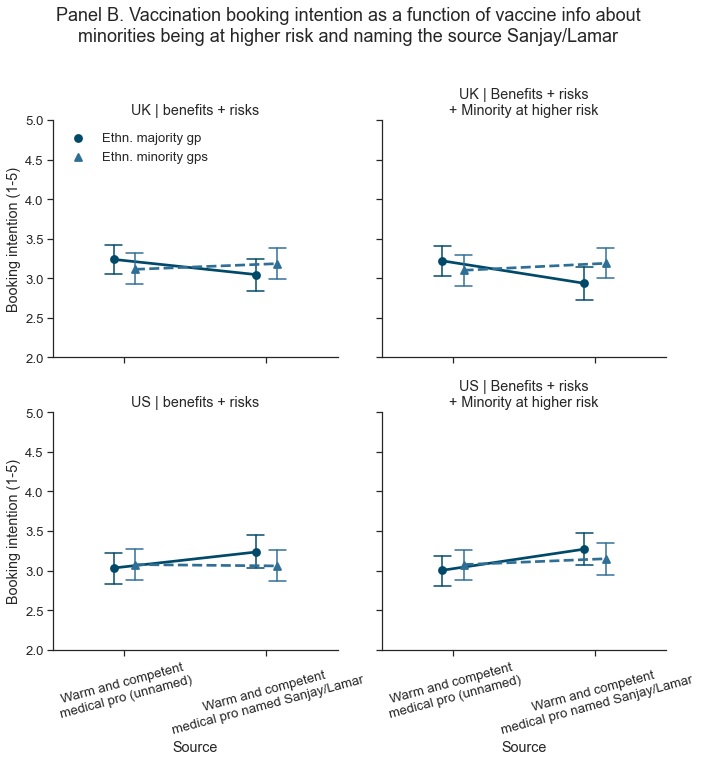 Panel B. Vaccination booking intention as a function of vaccine info about
minorities being at higher risk and naming the source Sanjay/Lamar
UK | benefits + risks
UK | Benefits + risks
+ Minority at higher risk
Booking intention (1-5)
5.0
4.5
4.0
3.5
3.0
2.5
2.0
Ethn. majority gp
Ethn. minority gps
US | benefits + risks
US | Benefits + risks
+ Minority at higher risk
Booking intention (1-5)
5.0
4.5
4.0
3.5
3.0
2.5
2.0
Warm and competent
medical pro (unnamed)
Warm and competent
medical pro named Sanjay/Lamar
Warm and competent
medical pro (unnamed)
Warm and competent
medical pro named Sanjay/Lamar
Source
Source